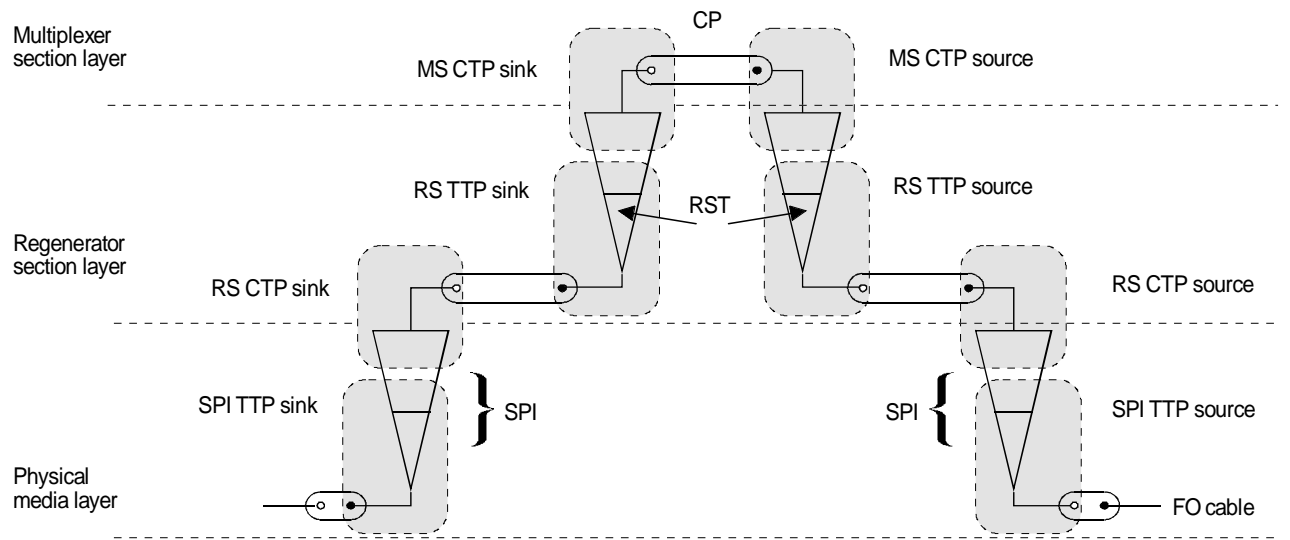 CP
Multiplexer
section layer
MS CTP sink
MS CTP source
RS TTP sink
RST
RS TTP source
Regenerator
section layer
RS CTP sink
RS CTP source
SPI TTP sink
SPI
SPI
SPI TTP source
Physical
media layer
FO cable